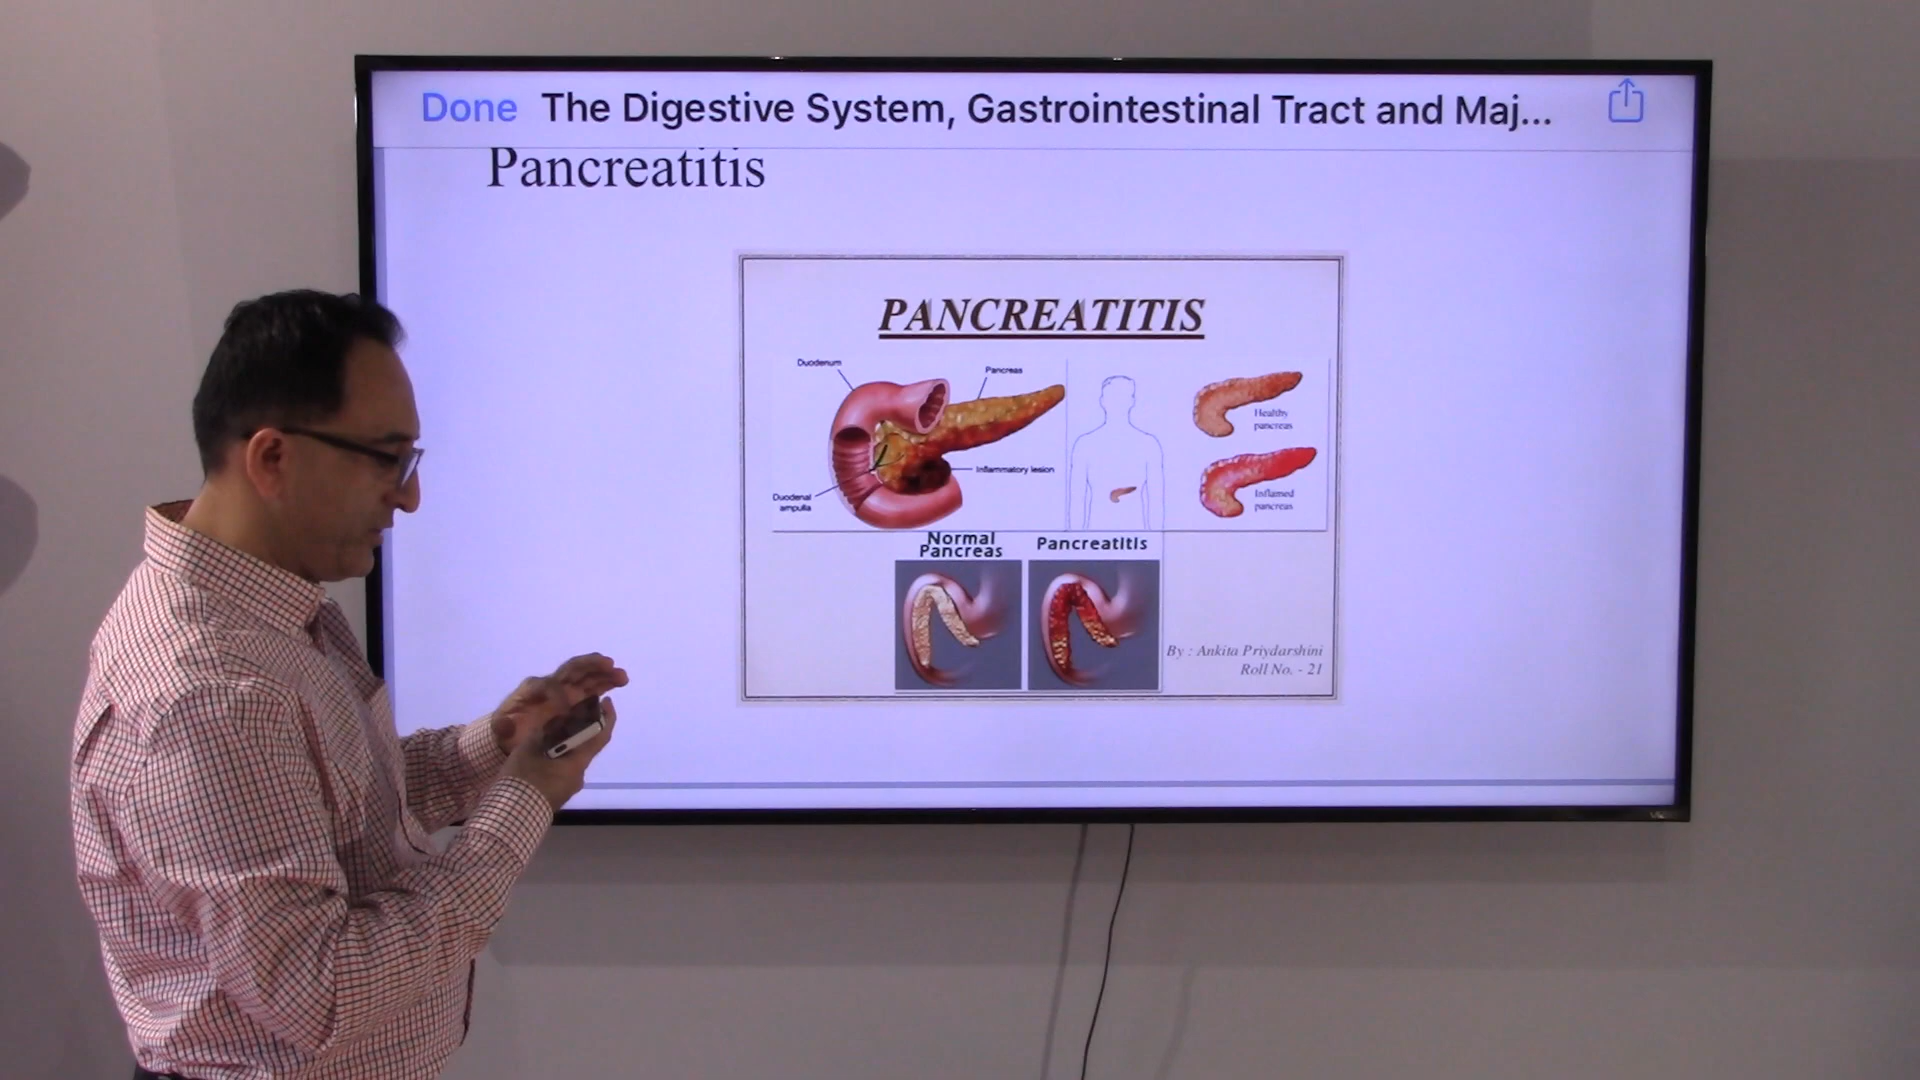 Done The Digestive System, Gastrointestinal Tract and Maj...
Pancreatitis
PANCREATITIS
Duodenum
Pancreas
Healthy
pancreas
Inflammatory lesion
Duodenal
ampulla
Inflamed
pancreas
Normal
Pancreas
Pancreatitis
By : Ankita Priydarshini
Roll No. - 21